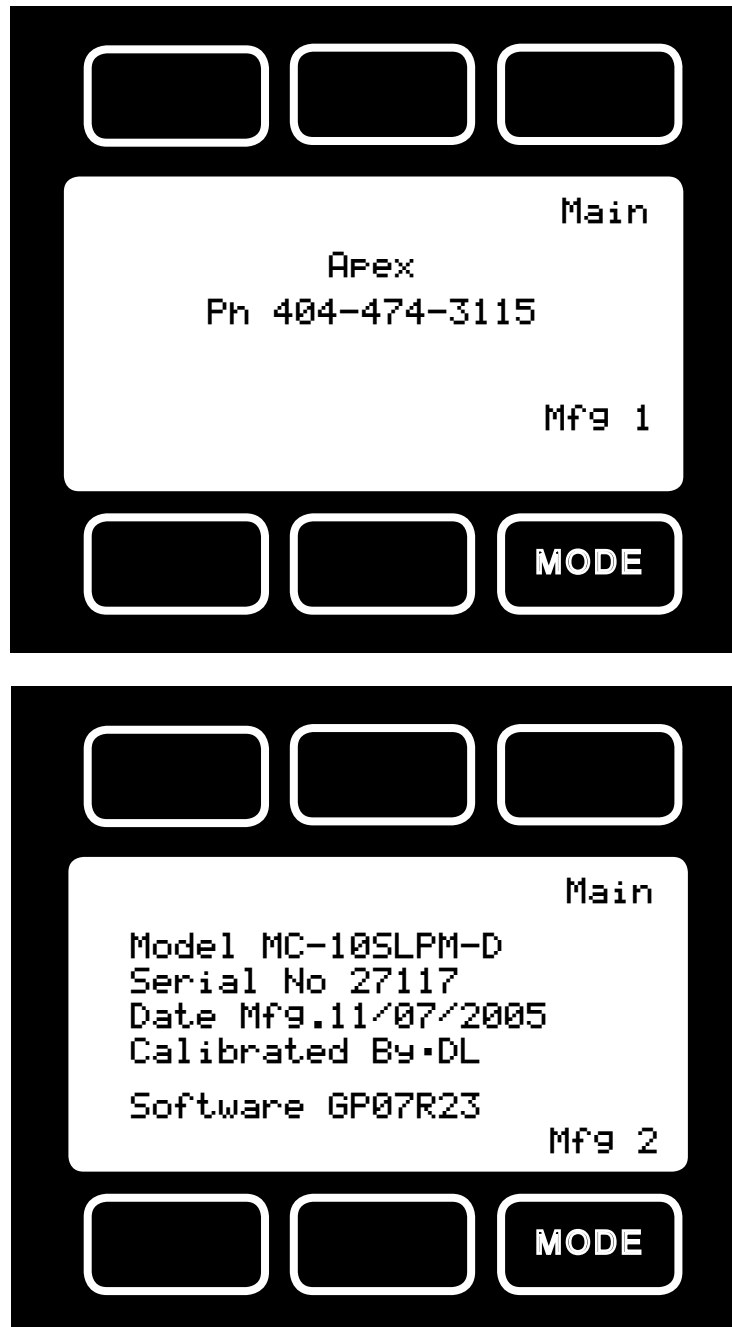 Main
Apex
Ph 404-474-3115
Mfg 1
MODE
Main
Model MC-10SLPM-D
Serial No 27117
Date Mfg.11/07/2005
Calibrated By▪DL
Software GP07R23
Mfg 2
MODE